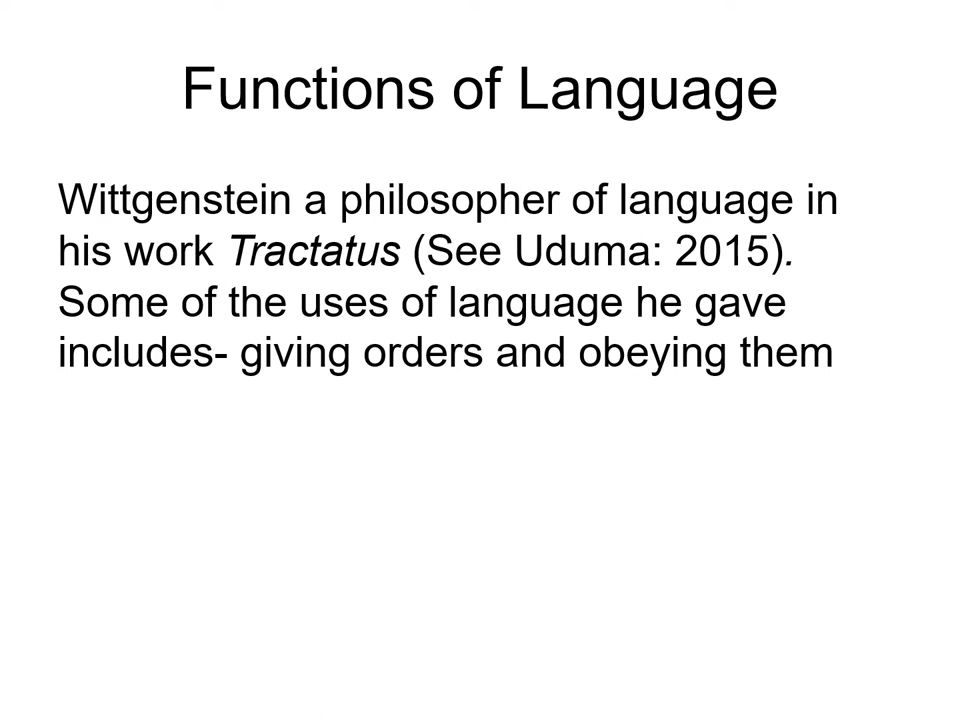 Functions of Language
Wittgenstein a philosopher of language in
his work Tractatus (See Uduma: 2015).
Some of the uses of language he gave
includes- giving orders and obeying them